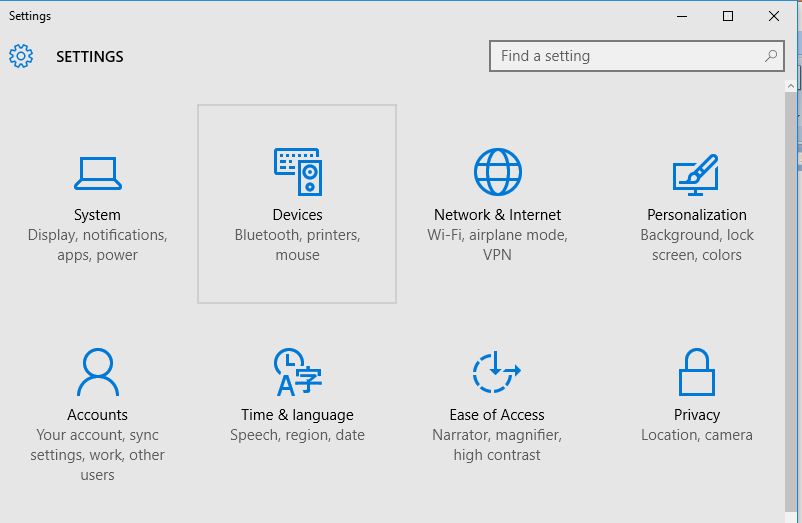 Settings
SETTINGS
Find a setting
System
Display, notifications,
apps, power
Devices
Bluetooth, printers,
mouse
Network & Internet
Wi-Fi, airplane mode,
VPN
Personalization
Background, lock
screen, colors
Accounts
Your account, sync
settings, work, other
users
Time & language
Speech, region, date
Ease of Access
Narrator, magnifier,
high contrast
Privacy
Location, camera